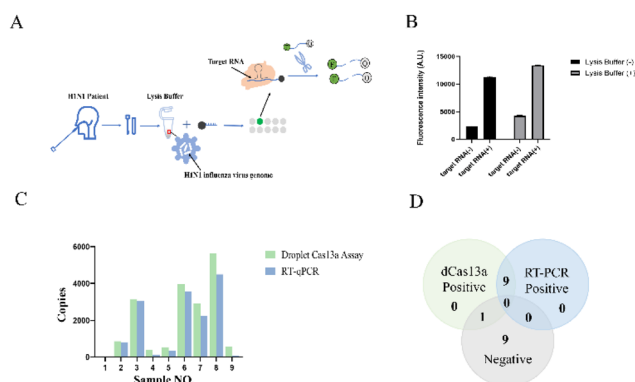 A
H1N1 Patient
Lysis Buffer
+
H1N1 influenza virus genome
Target RNA
F
Q
F
Q
B
Fluorescence intensity (A.U.)
15000
10000
5000
0
target RNA(-)
target RNA(+)
target RNA(-)
target RNA(+)
Lysis Buffer (-)
Lysis Buffer (+)
C
Copies
6000
4000
2000
0
1 2 3 4 5 6 7 8 9
Sample NO
Droplet Cas13a Assay
RT-qPCR
D
dCas13a
Positive
RT-PCR
Positive
9
0
0
0
1
0
9
Negative